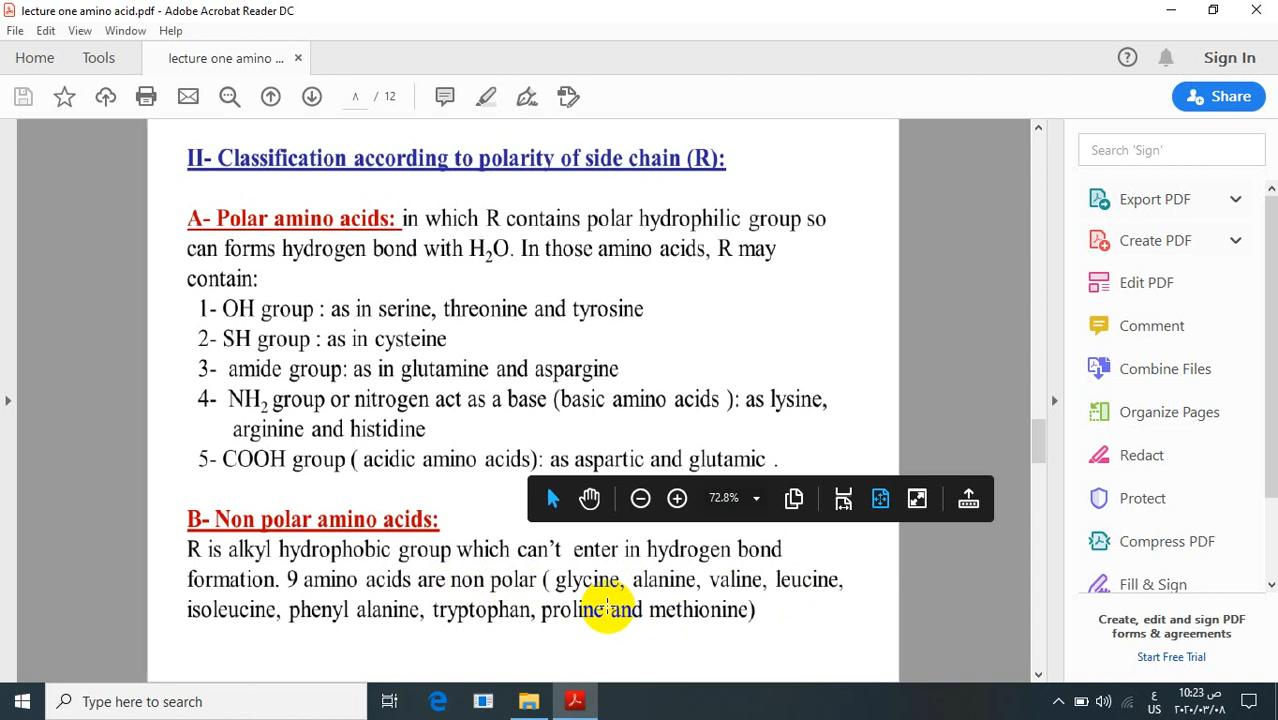 lecture one amino acid.pdf - Adobe Acrobat Reader DC
File Edit View Window Help
Home Tools lecture one amino ... ×
Sign In
٨ / 12
Share
II- Classification according to polarity of side chain (R):
A- Polar amino acids: in which R contains polar hydrophilic group so
can forms hydrogen bond with H₂O. In those amino acids, R may
contain:
1- OH group : as in serine, threonine and tyrosine
2- SH group : as in cysteine
3- amide group: as in glutamine and aspargine
4- NH₂ group or nitrogen act as a base (basic amino acids ): as lysine,
arginine and histidine
5- COOH group ( acidic amino acids): as aspartic and glutamic .
72.8%
B- Non polar amino acids:
R is alkyl hydrophobic group which can’t enter in hydrogen bond
formation. 9 amino acids are non polar ( glycine, alanine, valine, leucine,
isoleucine, phenyl alanine, tryptophan, proline and methionine)
Search 'Sign'
Export PDF
Create PDF
Edit PDF
Comment
Combine Files
Organize Pages
Redact
Protect
Compress PDF
Fill & Sign
Create, edit and sign PDF
forms & agreements
Start Free Trial
Type here to search
ع
US
10:23 ص
٢٠٢٠/٠٣/٠٨